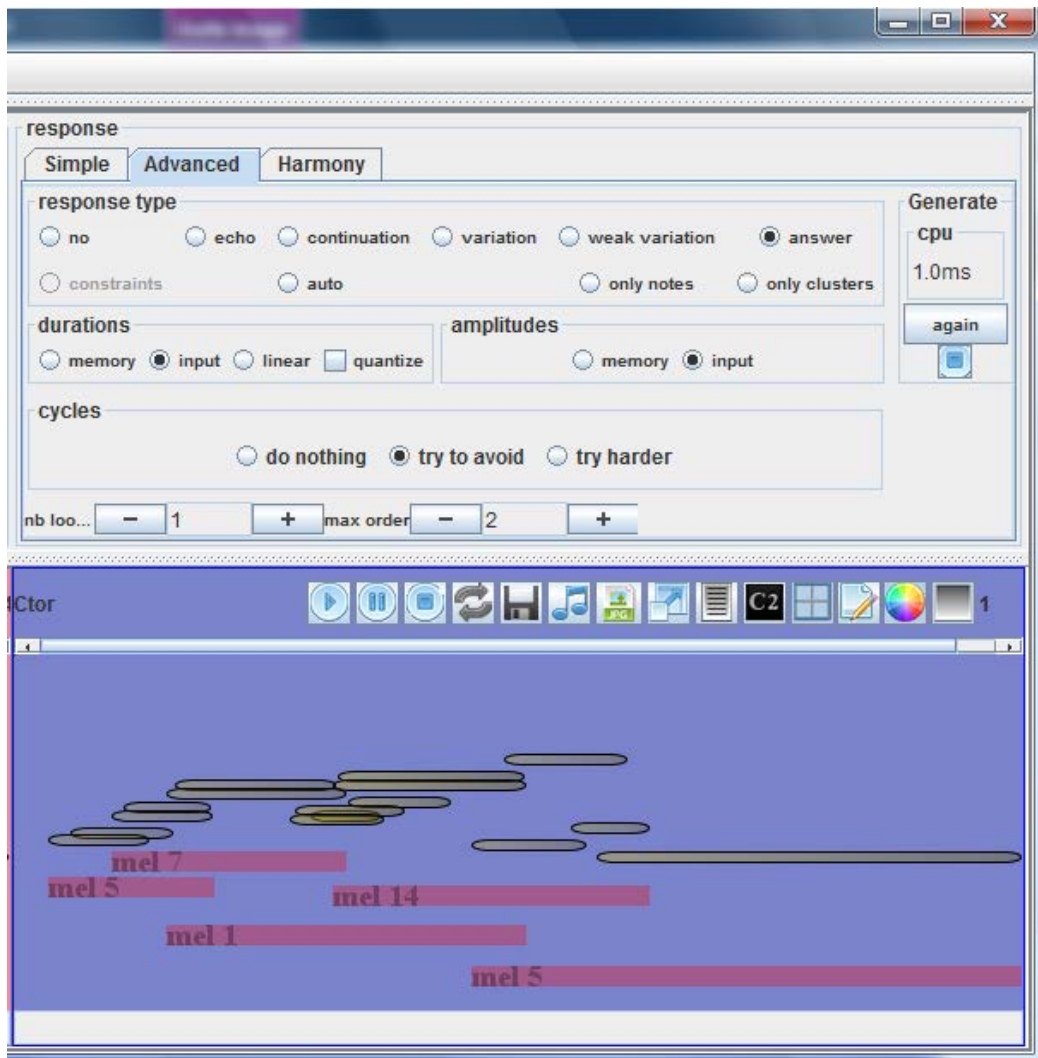 response
Simple Advanced Harmony
response type Generate
no echo continuation variation weak variation answer cpu
constraints auto only notes only clusters 1.0ms
durations amplitudes again
memory input linear quantize memory input
cycles
do nothing try to avoid try harder
nb loo... − 1 + max order − 2 +
Ctor JPG C2 1
mel 7
mel 5
mel 14
mel 1
mel 5